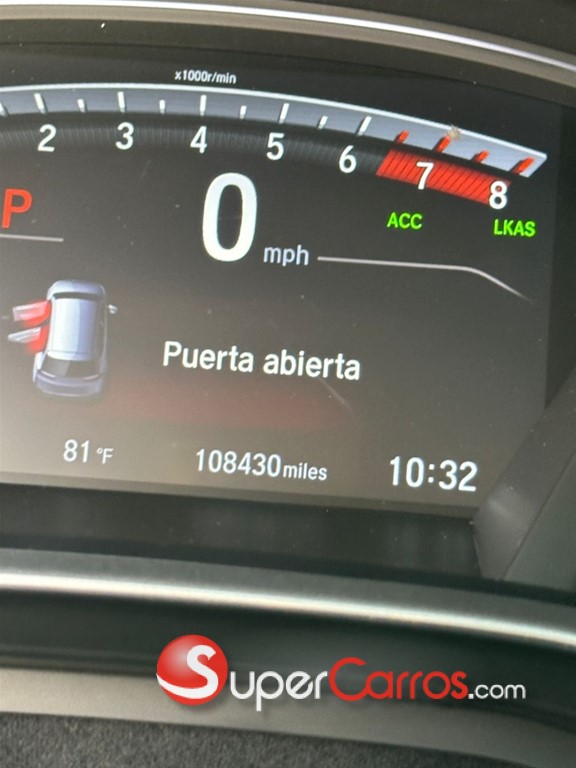 x1000r/min
2 3 4 5 6 7 8
P
0 mph
ACC LKAS
Puerta abierta
81 °F 108430 miles 10:32
SuperCarros.com